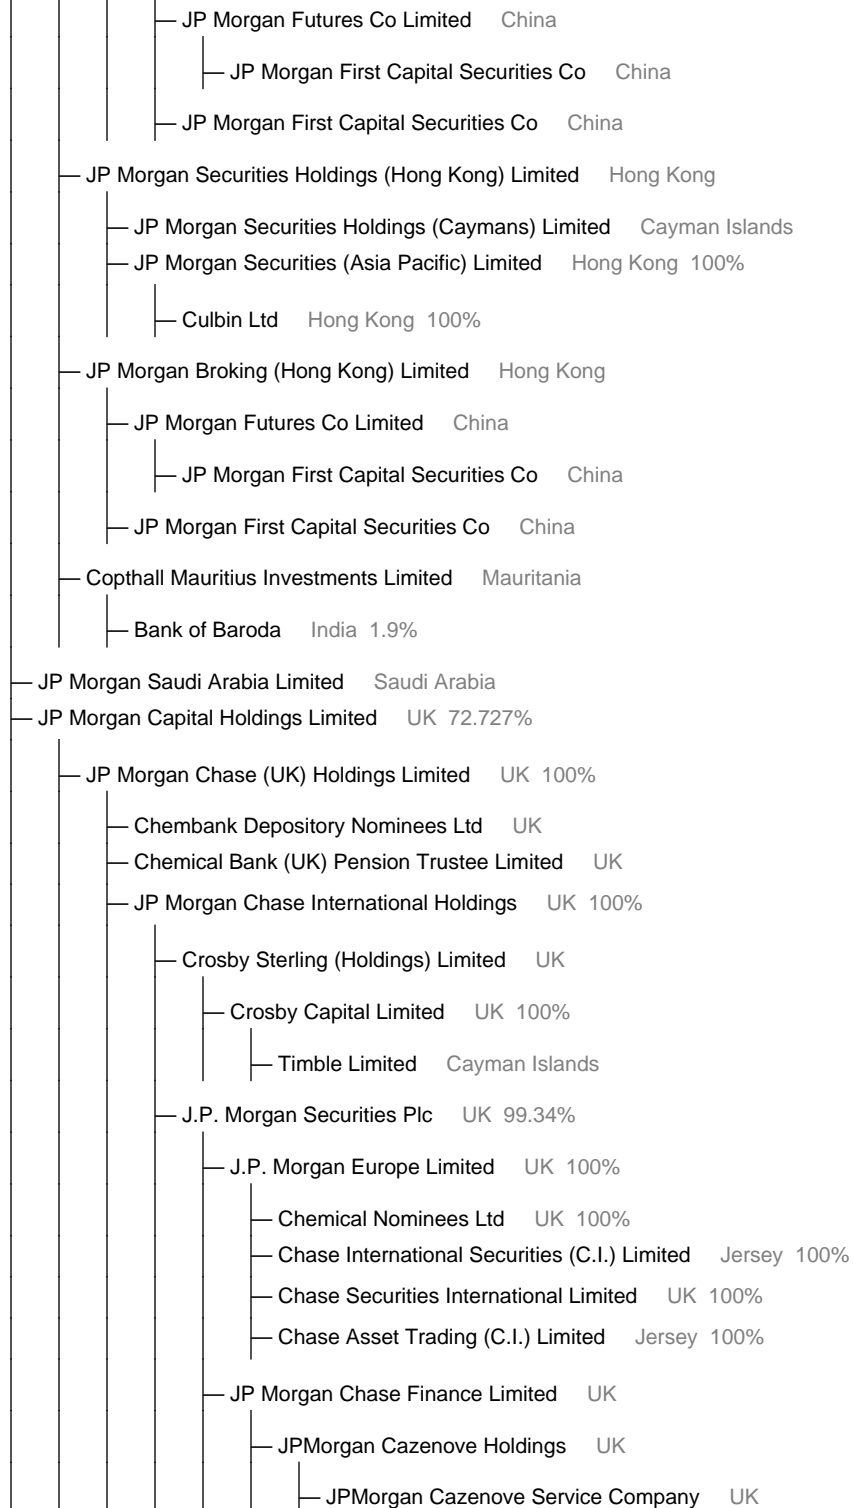 JP Morgan Futures Co Limited China
JP Morgan First Capital Securities Co China
JP Morgan First Capital Securities Co China
JP Morgan Securities Holdings (Hong Kong) Limited Hong Kong
JP Morgan Securities Holdings (Caymans) Limited Cayman Islands
JP Morgan Securities (Asia Pacific) Limited Hong Kong 100%
Culbin Ltd Hong Kong 100%
JP Morgan Broking (Hong Kong) Limited Hong Kong
JP Morgan Futures Co Limited China
JP Morgan First Capital Securities Co China
JP Morgan First Capital Securities Co China
Copthall Mauritius Investments Limited Mauritania
Bank of Baroda India 1.9%
JP Morgan Saudi Arabia Limited Saudi Arabia
JP Morgan Capital Holdings Limited UK 72.727%
JP Morgan Chase (UK) Holdings Limited UK 100%
Chembank Depository Nominees Ltd UK
Chemical Bank (UK) Pension Trustee Limited UK
JP Morgan Chase International Holdings UK 100%
Crosby Sterling (Holdings) Limited UK
Crosby Capital Limited UK 100%
Timble Limited Cayman Islands
J.P. Morgan Securities Plc UK 99.34%
J.P. Morgan Europe Limited UK 100%
Chemical Nominees Ltd UK 100%
Chase International Securities (C.I.) Limited Jersey 100%
Chase Securities International Limited UK 100%
Chase Asset Trading (C.I.) Limited Jersey 100%
JP Morgan Chase Finance Limited UK
JPMorgan Cazenove Holdings UK
JPMorgan Cazenove Service Company UK